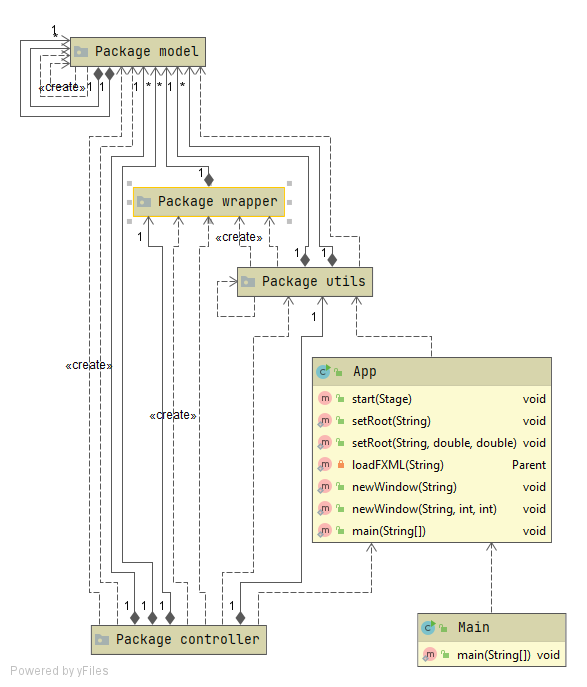 1
*
Package model
«create»
1
1
1
*
*
1
*
1
Package wrapper
1
«create»
1
1
Package utils
1
«create»
App
start(Stage) void
setRoot(String) void
setRoot(String, double, double) void
loadFXML(String) Parent
newWindow(String) void
newWindow(String, int, int) void
main(String[]) void
«create»
1
1
1
1
Package controller
Main
main(String[]) void
Powered by yFiles